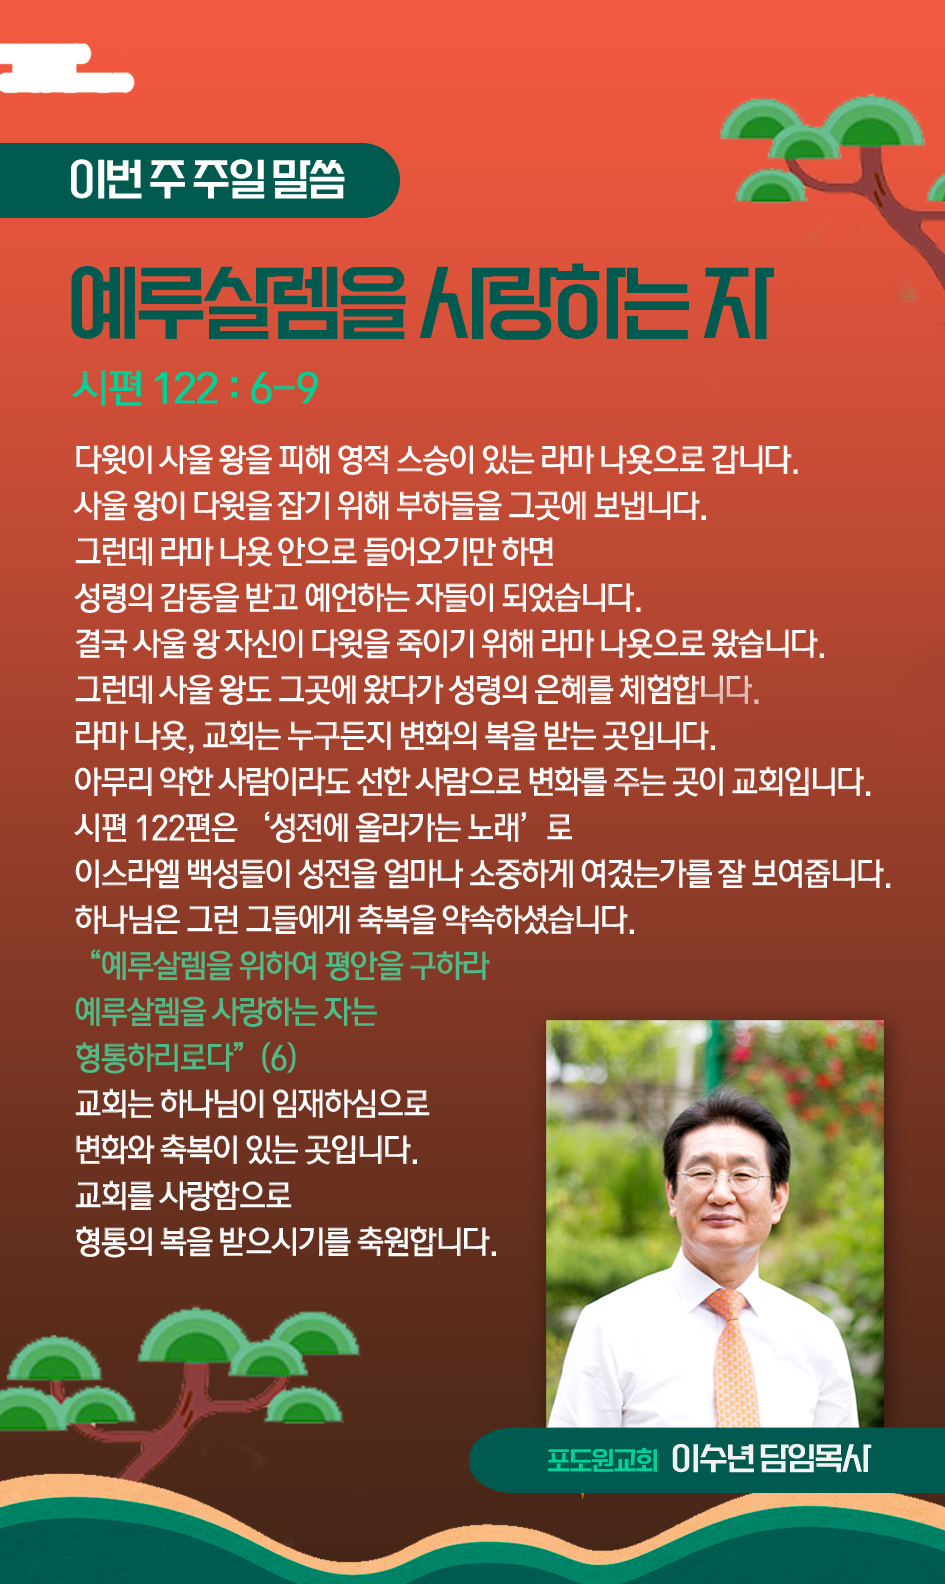 이번 주 주일 말씀
예루살렘을 사랑하는 자
시편 122 : 6-9
다윗이 사울 왕을 피해 영적 스승이 있는 라마 나욧으로 갑니다.
사울 왕이 다윗을 잡기 위해 부하들을 그곳에 보냅니다.
그런데 라마 나욧 안으로 들어오기만 하면
성령의 감동을 받고 예언하는 자들이 되었습니다.
결국 사울 왕 자신이 다윗을 죽이기 위해 라마 나욧으로 왔습니다.
그런데 사울 왕도 그곳에 왔다가 성령의 은혜를 체험합니다.
라마 나욧, 교회는 누구든지 변화의 복을 받는 곳입니다.
아무리 악한 사람이라도 선한 사람으로 변화를 주는 곳이 교회입니다.
시편 122편은 ‘성전에 올라가는 노래’로
이스라엘 백성들이 성전을 얼마나 소중하게 여겼는가를 잘 보여줍니다.
하나님은 그런 그들에게 축복을 약속하셨습니다.
“예루살렘을 위하여 평안을 구하라
예루살렘을 사랑하는 자는
형통하리로다” (6)
교회는 하나님이 임재하심으로
변화와 축복이 있는 곳입니다.
교회를 사랑함으로
형통의 복을 받으시기를 축원합니다.
포도원교회 이수년 담임목사